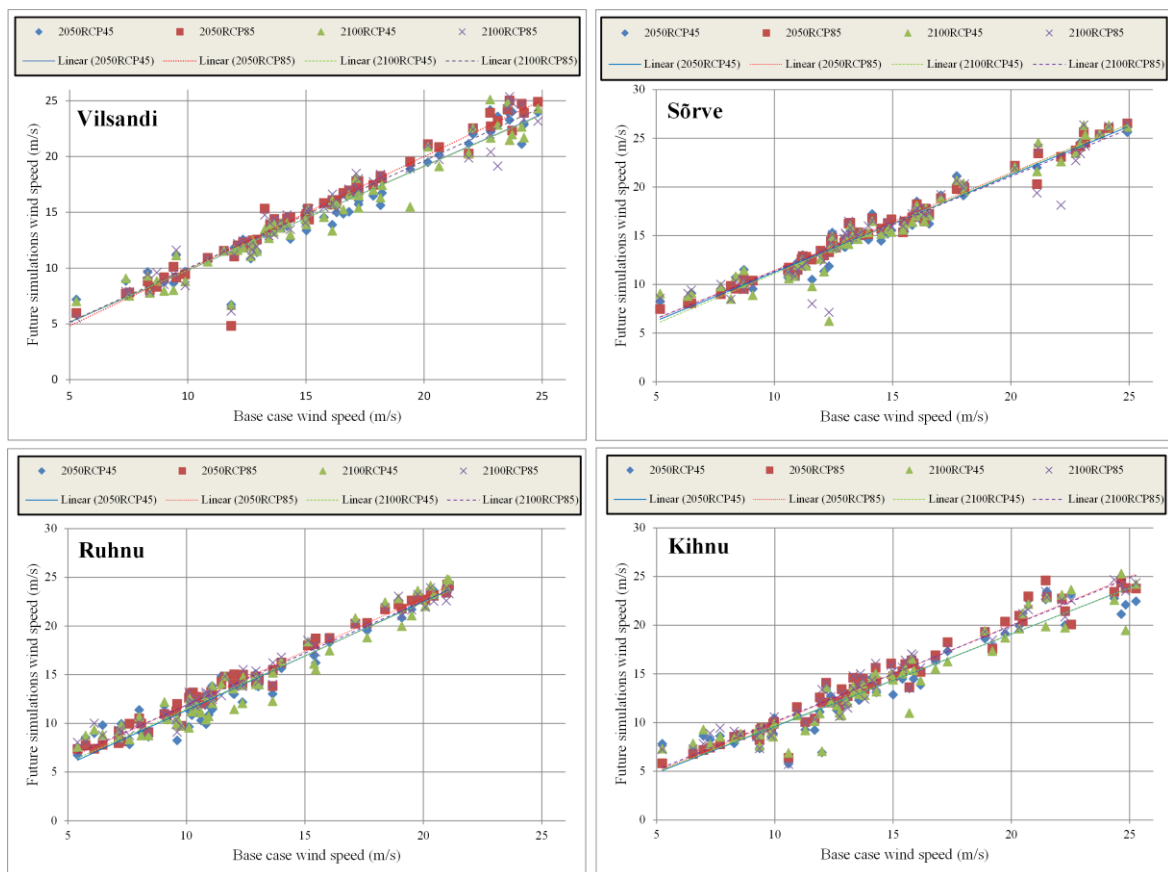 2050RCP45 2050RCP85 2100RCP45 2100RCP85
Linear (2050RCP45) Linear (2050RCP85) Linear (2100RCP45) Linear (2100RCP85)
Vilsandi
Future simulations wind speed (m/s)
25
20
15
10
5
0
5 10 15 20 25
Base case wind speed (m/s)
2050RCP45 2050RCP85 2100RCP45 2100RCP85
Linear (2050RCP45) Linear (2050RCP85) Linear (2100RCP45) Linear (2100RCP85)
Sõrve
Future simulations wind speed (m/s)
30
25
20
15
10
5
0
5 10 15 20 25
Base case wind speed (m/s)
2050RCP45 2050RCP85 2100RCP45 2100RCP85
Linear (2050RCP45) Linear (2050RCP85) Linear (2100RCP45) Linear (2100RCP85)
Ruhnu
Future simulations wind speed (m/s)
30
25
20
15
10
5
0
5 10 15 20 25
Base case wind speed (m/s)
2050RCP45 2050RCP85 2100RCP45 2100RCP85
Linear (2050RCP45) Linear (2050RCP85) Linear (2100RCP45) Linear (2100RCP85)
Kihnu
Future simulations wind speed (m/s)
30
25
20
15
10
5
0
5 10 15 20 25
Base case wind speed (m/s)